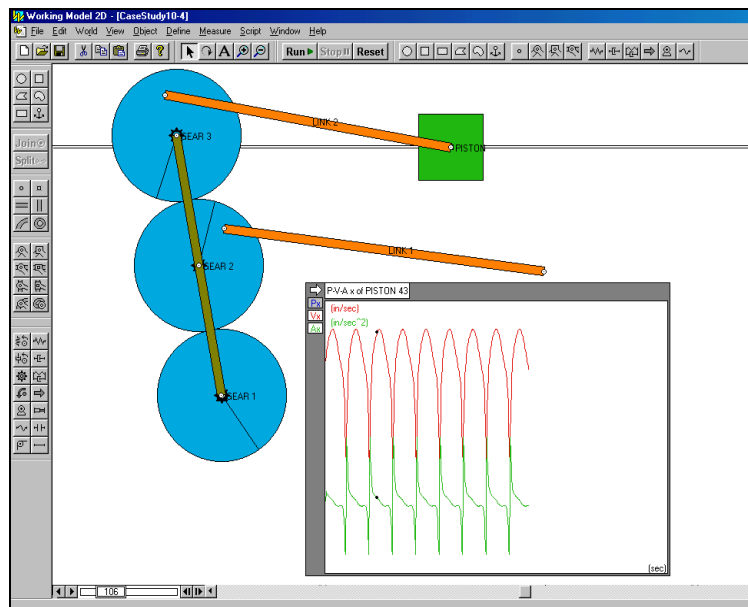 Working Model 2D - [CaseStudy10-4]
File Edit World View Object Define Measure Script Window Help
A Run Stop Reset
Join
Split
LINK 2
GEAR 3
PISTON
LINK 1
GEAR 2
P-V-A x of PISTON 43
Px (in/sec)
Vx (in/sec^2)
Ax
GEAR 1
(sec)
106